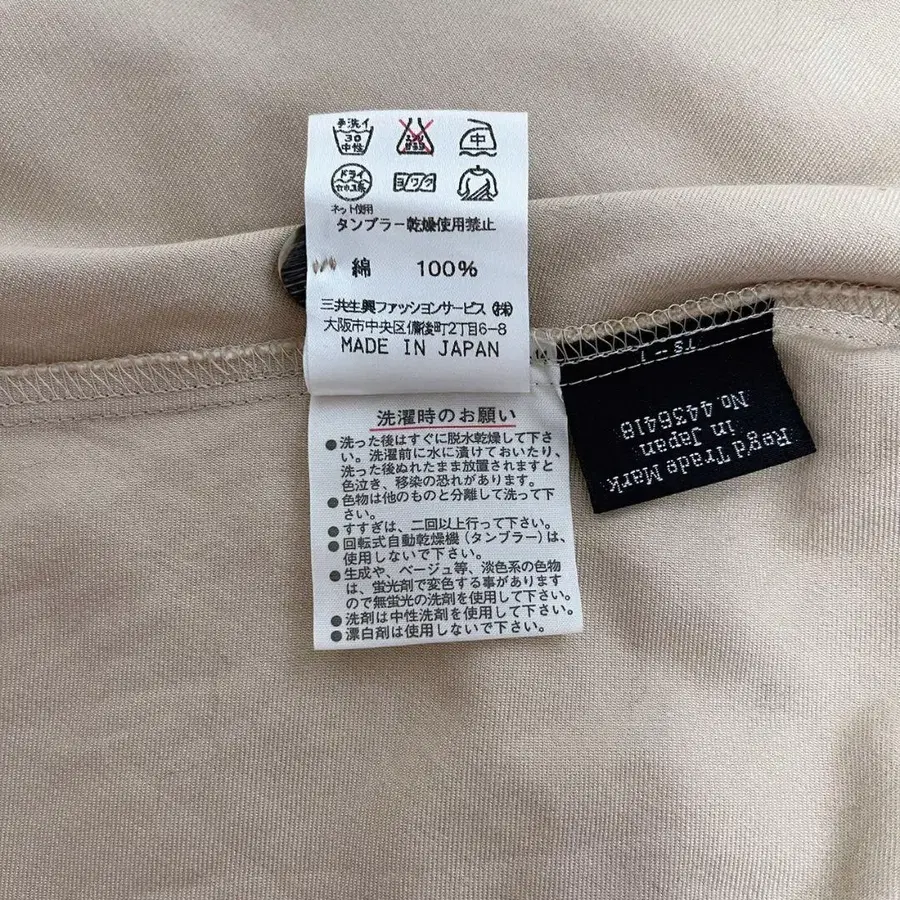 手洗イ
30
中性
エンソ
サラシ
中
ドライ
セキユ系
ヨワク
ネット使用
タンブラー乾燥使用禁止
綿 100%
三共生興ファッションサービス(株)
大阪市中央区備後町2丁目6-8
MADE IN JAPAN
洗濯時のお願い
●洗った後はすぐに脱水乾燥して下さ
い。洗濯前に水に漬けておいたり、
洗った後ぬれたまま放置されますと
色泣き、移染の恐れがあります。
●色物は他のものと分離して洗って下
さい。
●すすぎは、二回以上行って下さい。
●回転式自動乾燥機(タンブラー)は、
使用しないで下さい。
●生成や、ベージュ等、淡色系の色物
は、蛍光剤で変色する事があります
ので無蛍光の洗剤を使用して下さい。
●洗剤は中性洗剤を使用して下さい。
●漂白剤は使用しないで下さい。
Reg'd Trade Mark
in Japan
No.4436418
TS-1